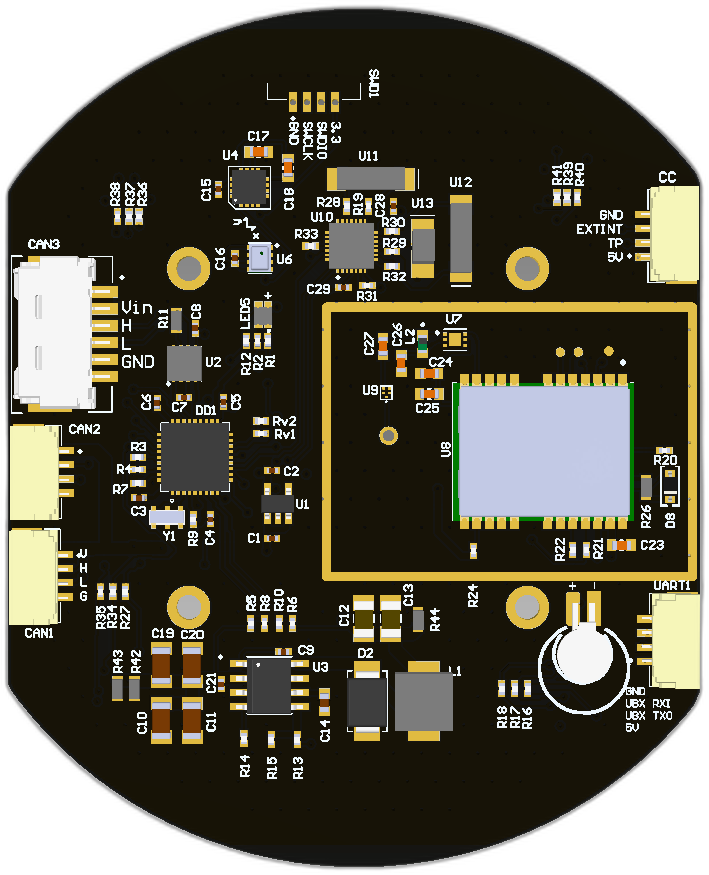 SWD1
+GND
SWCLK
SWDIO
3.3
C17
U4
C15
C18
U11
U12
U13
R28
R19
C28
U10
R30
R29
R32
R33
C29
R31
C16
U6
R38
R37
R36
R41
R39
R40
CC
GND
EXTINT
TP
5V
CAN3
Vin
H
L
GND
R11
C8
LED5
R12
R2
R1
U2
C6
C7
C5
DD1
Rv2
Rv1
C27
C26
L2
U7
C24
C25
U9
U8
R20
R26
D8
C23
R22
R21
R24
CAN2
R3
R4
R7
C3
Y1
R9
C4
C2
U1
C1
CAN1
H
L
G
R35
R34
R27
R5
R8
R10
R6
C9
U3
C21
C19
C20
C10
C11
R43
R42
C12
C13
R44
D2
L1
C14
R14
R15
R13
UART1
+
-
R18
R17
R16
GND
UBX RXI
UBX TXO
5V